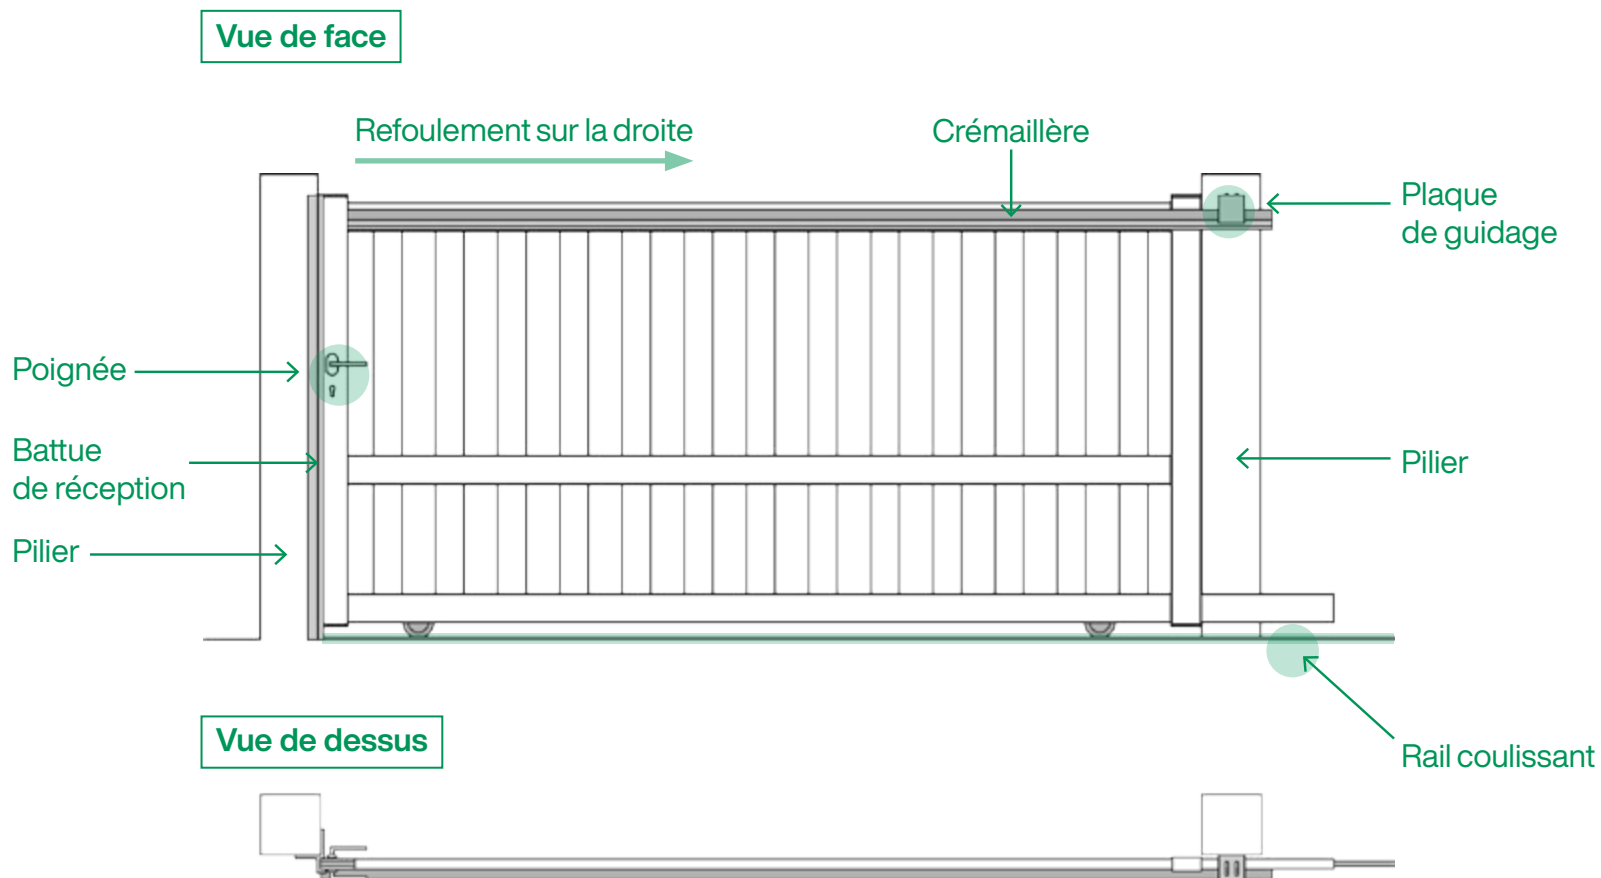 Vue de face
Refoulement sur la droite
Crémaillère
Plaque
de guidage
Poignée
Battue
de réception
Pilier
Pilier
Rail coulissant
Vue de dessus